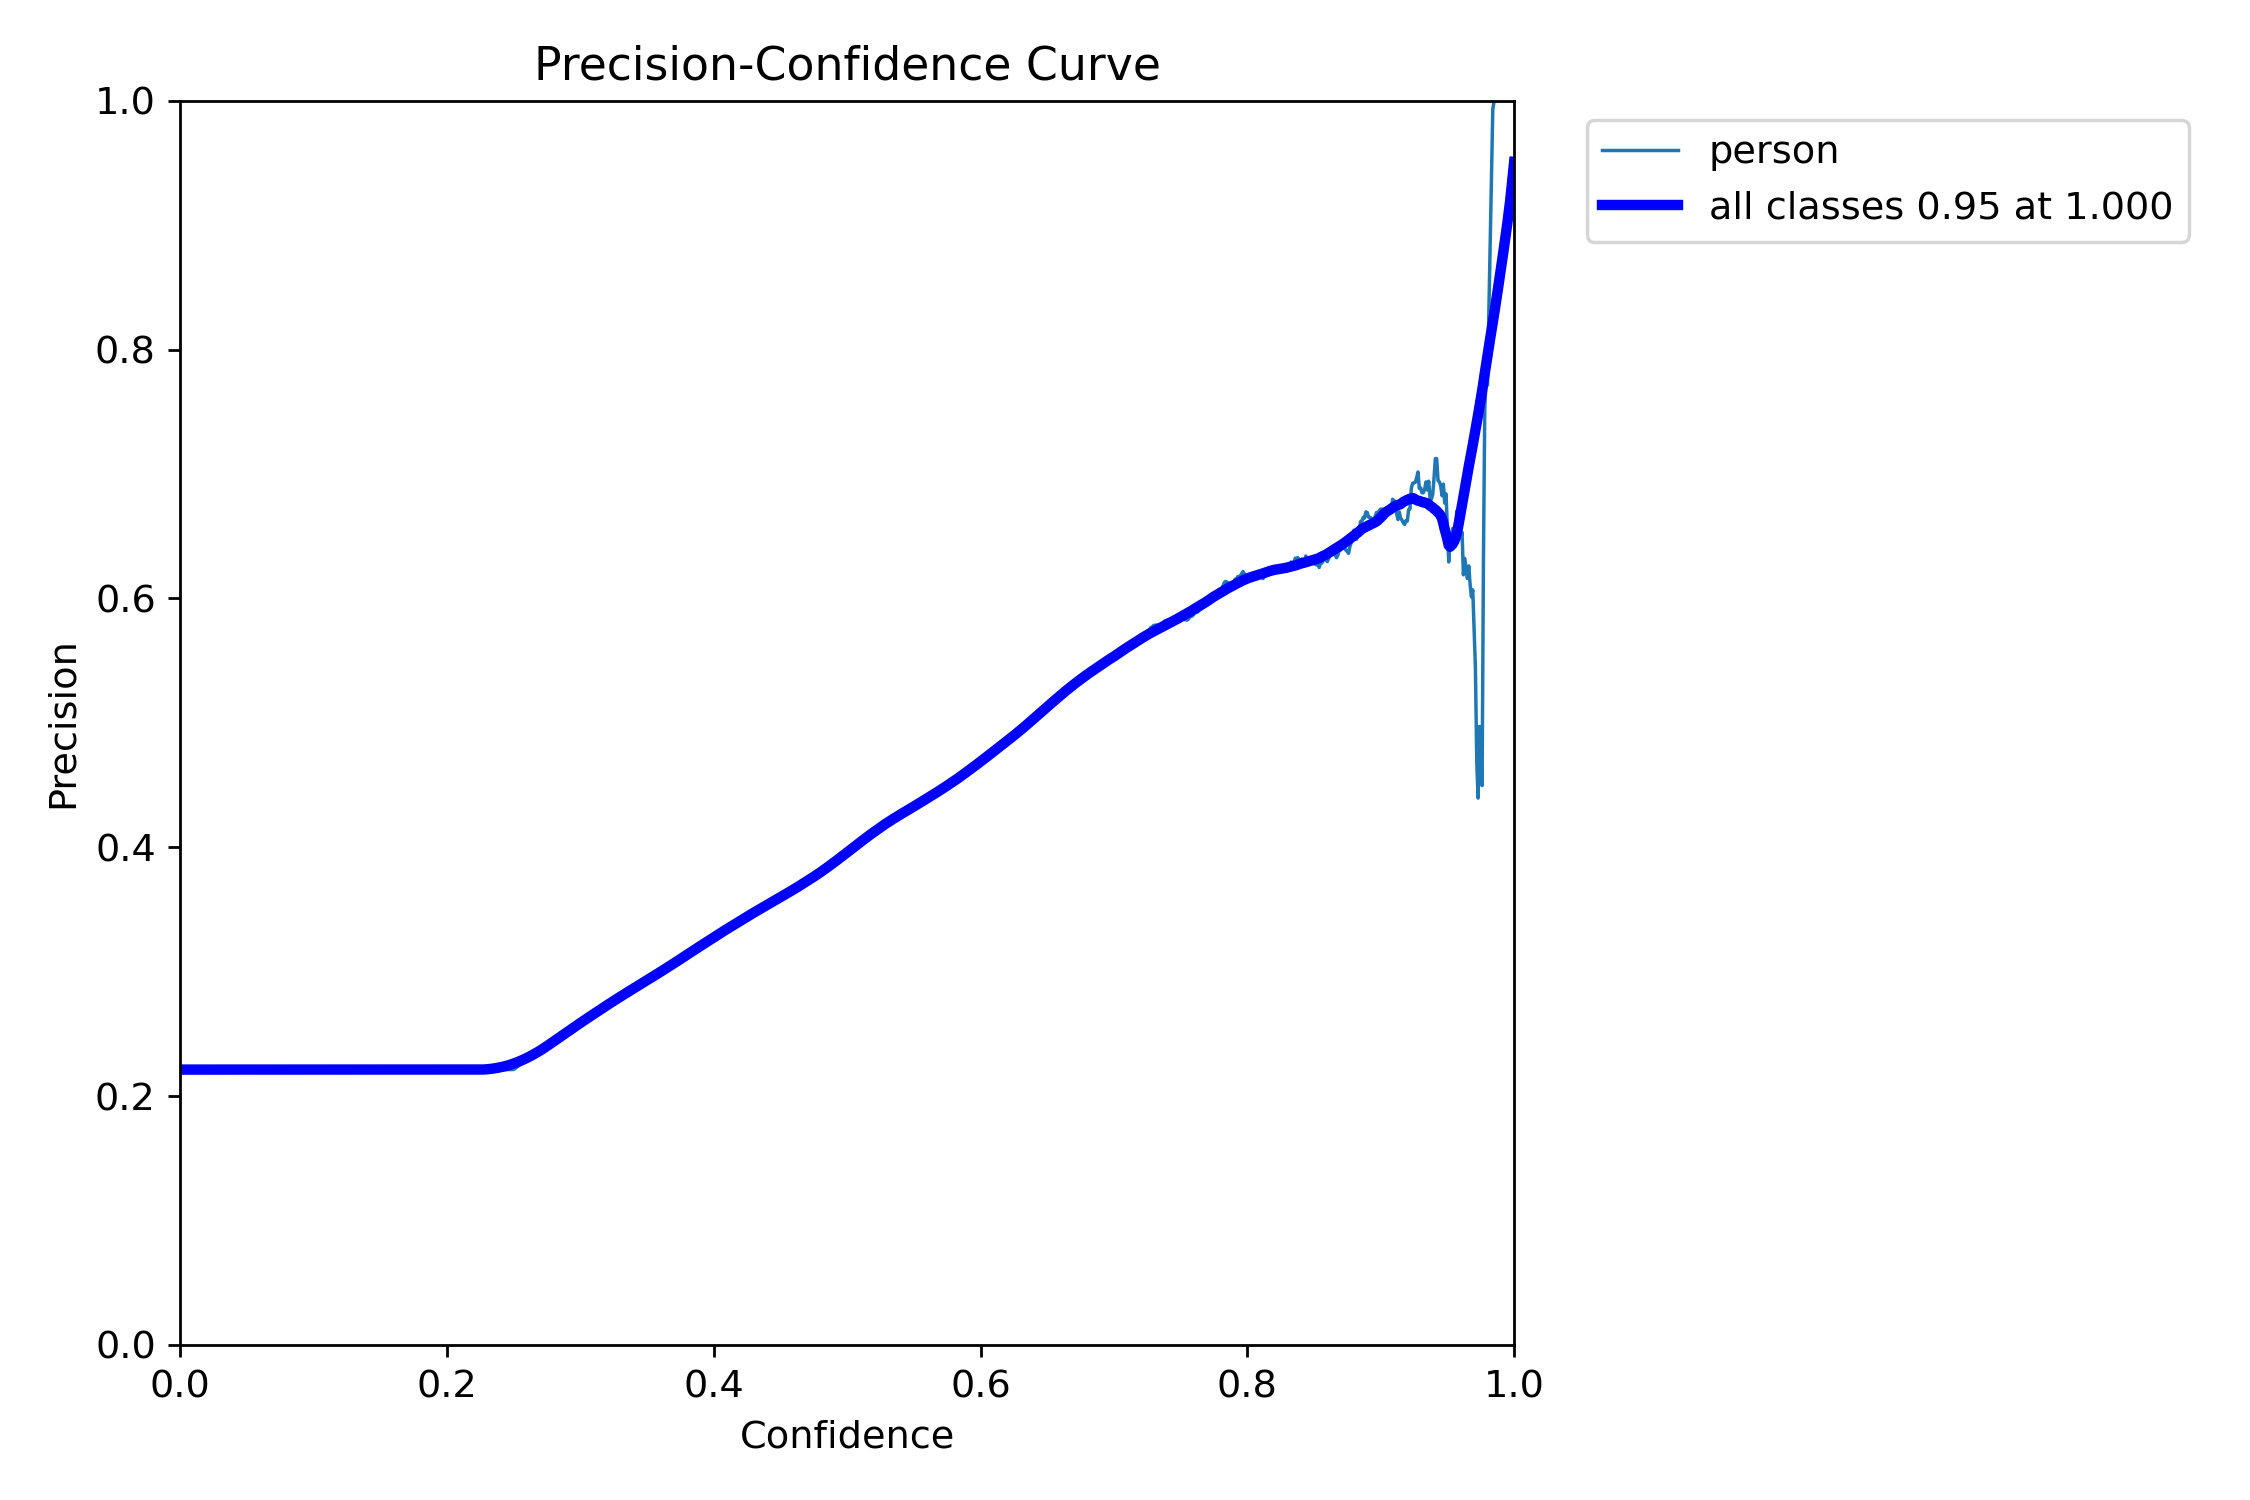 Precision-Confidence Curve
1.0
0.8
0.6
0.4
0.2
0.0
Precision
0.0 0.2 0.4 0.6 0.8 1.0
Confidence
person
all classes 0.95 at 1.000